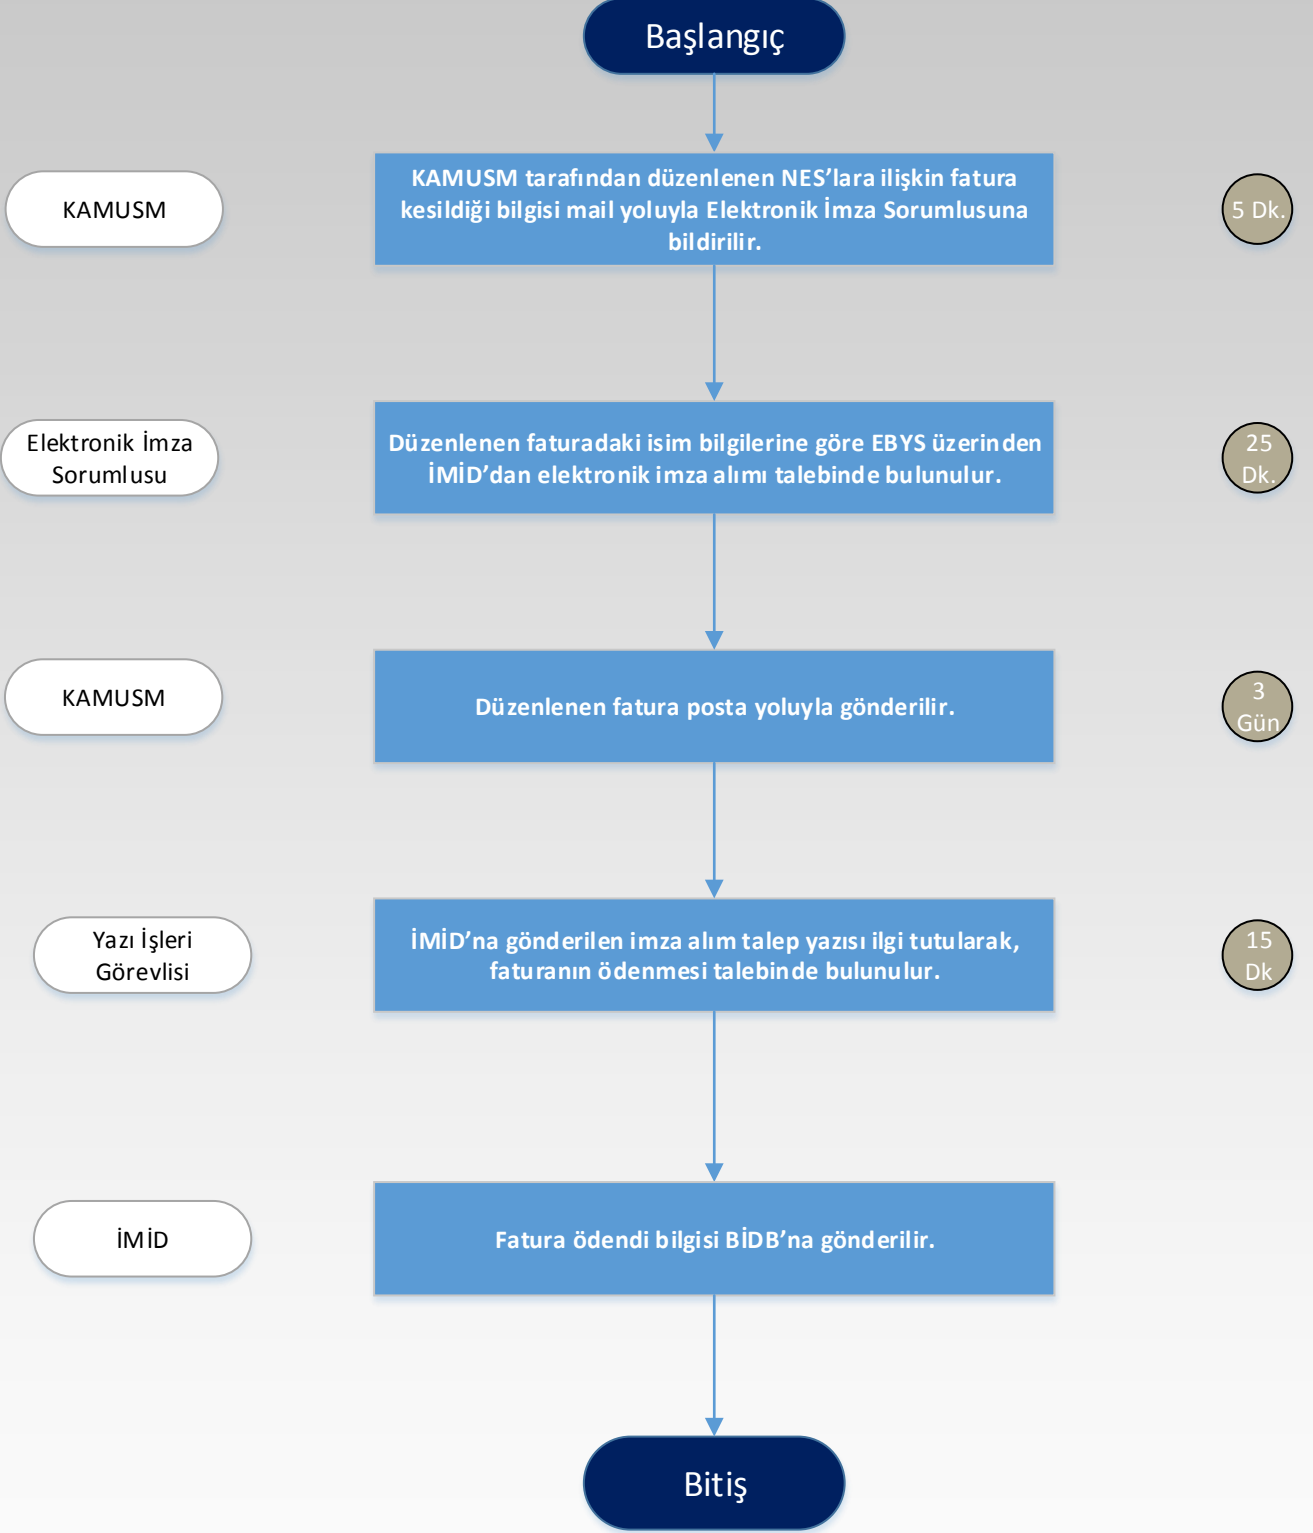 Başlangıç
KAMUSM
KAMUSM tarafından düzenlenen NES’lara ilişkin fatura
kesildiği bilgisi mail yoluyla Elektronik İmza Sorumlusuna
bildirilir.
5 Dk.
Elektronik İmza
Sorumlusu
Düzenlenen faturadaki isim bilgilerine göre EBYS üzerinden
İMİD’dan elektronik imza alımı talebinde bulunulur.
25
Dk.
KAMUSM
Düzenlenen fatura posta yoluyla gönderilir.
3
Gün
Yazı İşleri
Görevlisi
İMİD’na gönderilen imza alım talep yazısı ilgi tutularak,
faturanın ödenmesi talebinde bulunulur.
15
Dk
İMİD
Fatura ödendi bilgisi BİDB’na gönderilir.
Bitiş